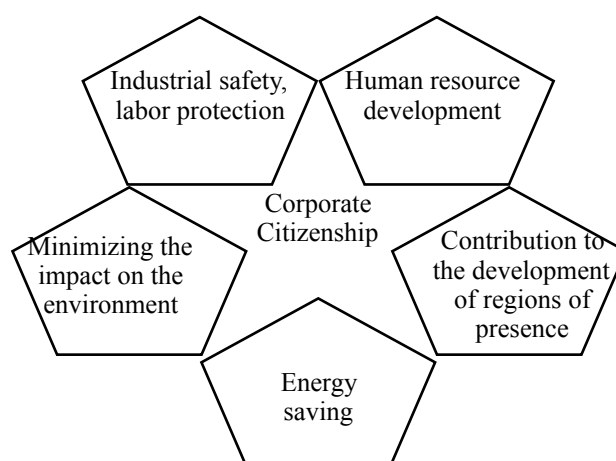 Industrial safety,
labor protection
Human resource
development
Corporate
Citizenship
Minimizing the
impact on the
environment
Contribution to
the development
of regions of
presence
Energy
saving